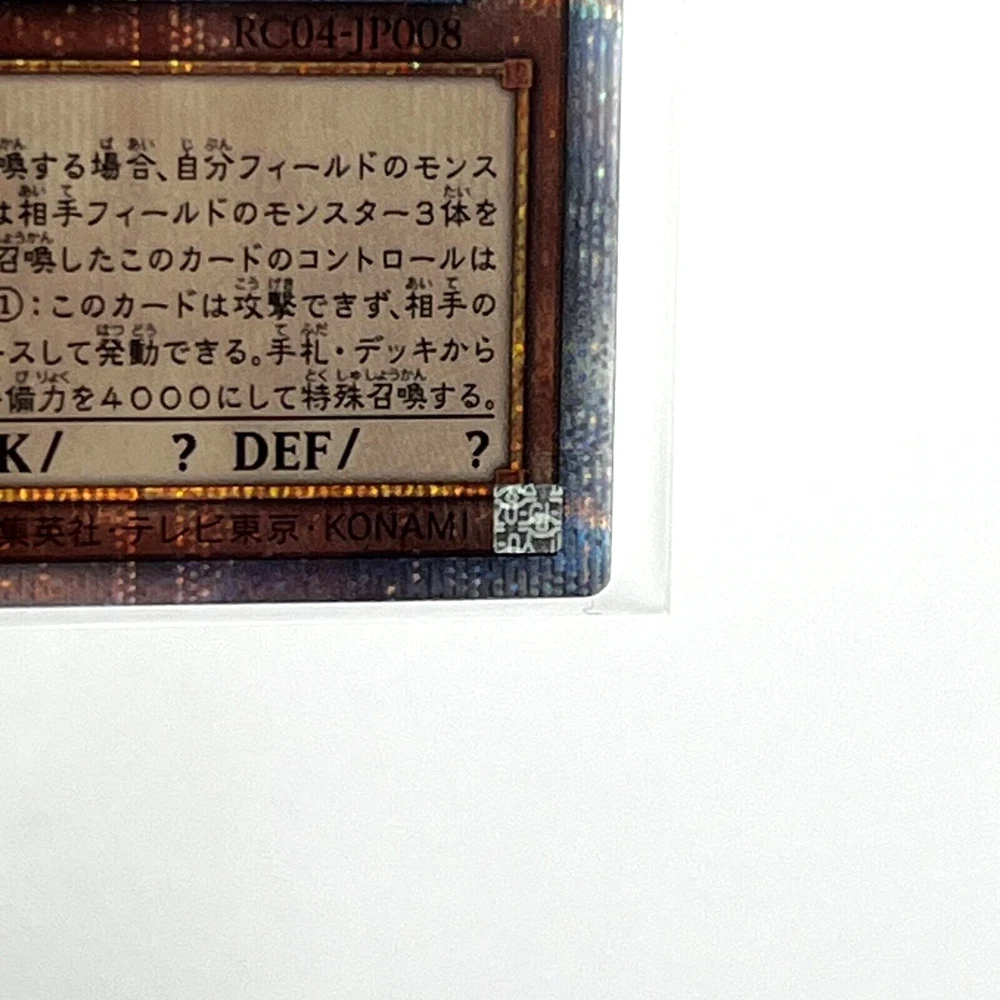 RC04-JP008
喚する場合、自分フィールドのモンス
は相手フィールドのモンスター3体を
召喚したこのカードのコントロールは
①:このカードは攻撃できず、相手の
ースして発動できる。手札・デッキから
備力を4000にして特殊召喚する。
K/ ? DEF/ ?
集英社・テレビ東京・KONAMI